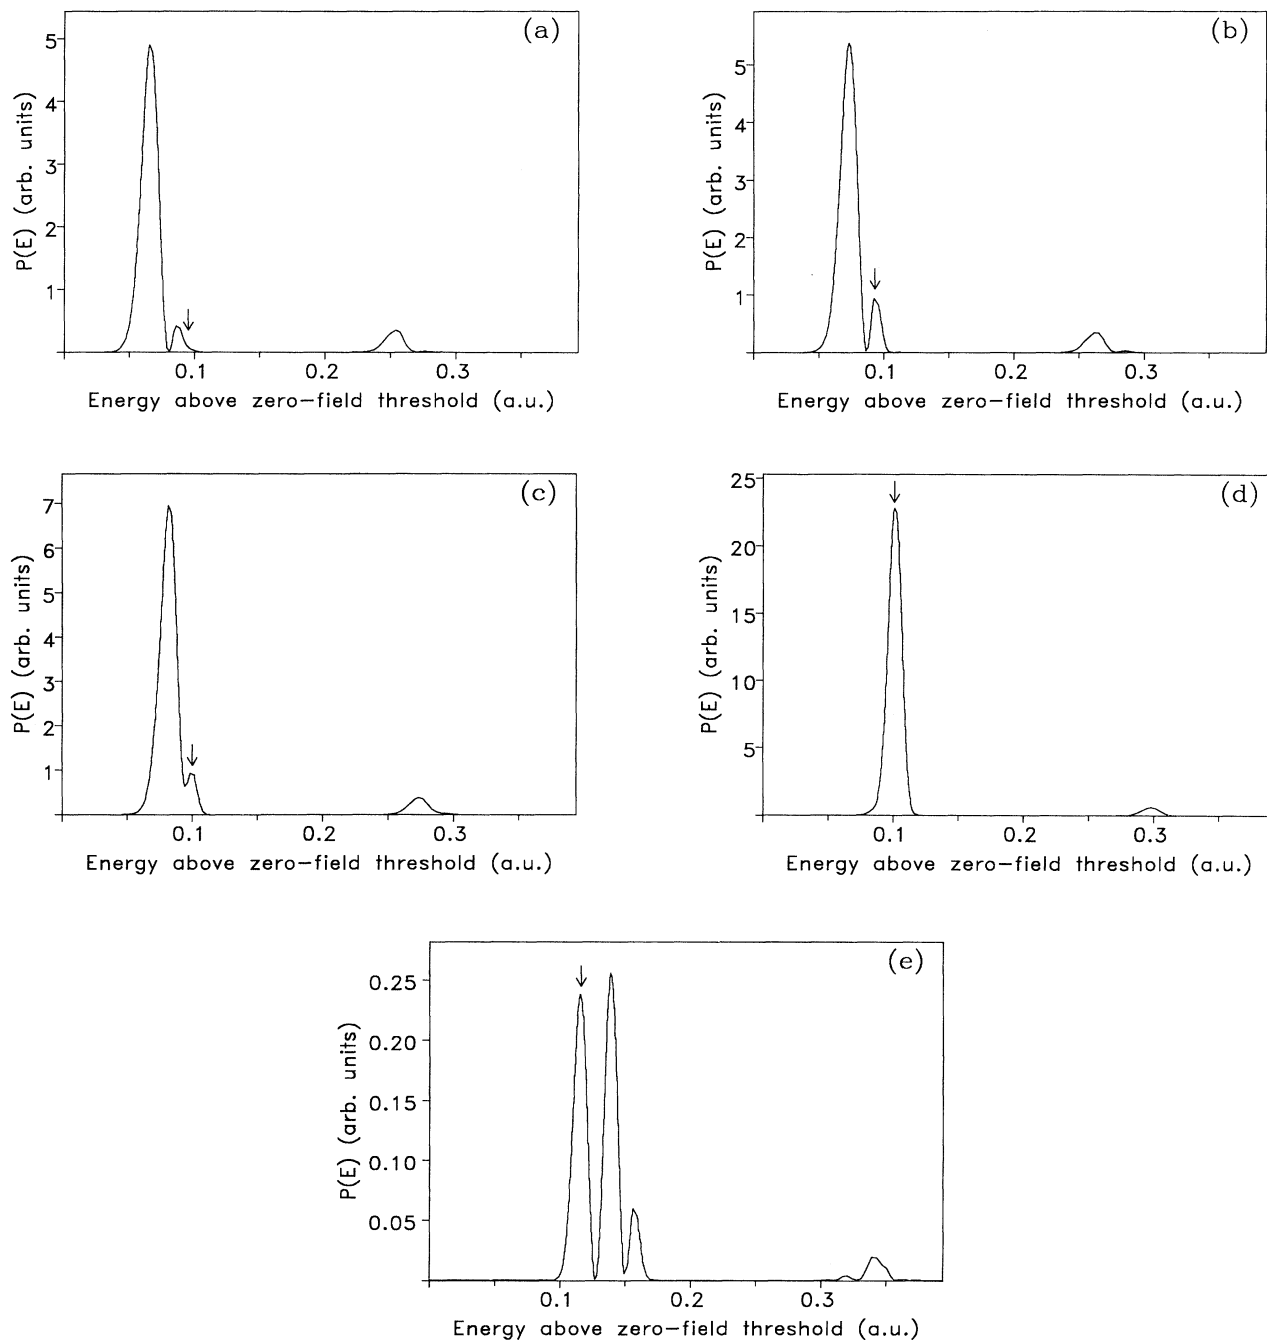 (a)
5
4
3
2
1
P(E) (arb. units)
0.1 0.2 0.3
Energy above zero-field threshold (a.u.)
(b)
5
4
3
2
1
P(E) (arb. units)
0.1 0.2 0.3
Energy above zero-field threshold (a.u.)
(c)
7
6
5
4
3
2
1
P(E) (arb. units)
0.1 0.2 0.3
Energy above zero-field threshold (a.u.)
(d)
25
20
15
10
5
P(E) (arb. units)
0.1 0.2 0.3
Energy above zero-field threshold (a.u.)
(e)
0.25
0.20
0.15
0.10
0.05
P(E) (arb. units)
0.1 0.2 0.3
Energy above zero-field threshold (a.u.)